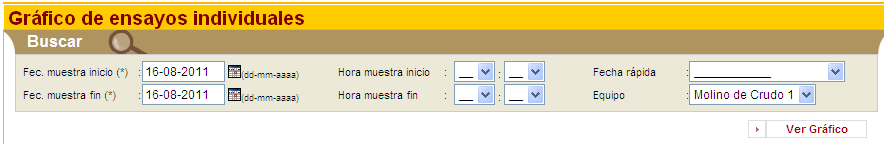 Gráfico de ensayos individuales
Buscar
Fec. muestra inicio (*) : 16-08-2011 (dd-mm-aaaa) Hora muestra inicio : __ : __ Fecha rápida : ____________
Fec. muestra fin (*) : 16-08-2011 (dd-mm-aaaa) Hora muestra fin : __ : __ Equipo : Molino de Crudo 1
Ver Gráfico